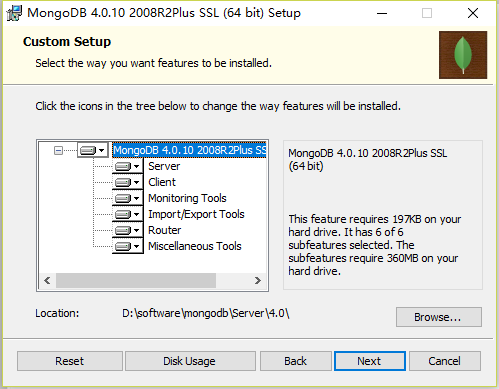 MongoDB 4.0.10 2008R2Plus SSL (64 bit) Setup
Custom Setup
Select the way you want features to be installed.
Click the icons in the tree below to change the way features will be installed.
MongoDB 4.0.10 2008R2Plus SS
Server
Client
Monitoring Tools
Import/Export Tools
Router
Miscellaneous Tools
MongoDB 4.0.10 2008R2Plus SSL
(64 bit)
This feature requires 197KB on your
hard drive. It has 6 of 6
subfeatures selected. The
subfeatures require 360MB on your
hard drive.
Location: D:\software\mongodb\Server\4.0\
Browse...
Reset Disk Usage Back Next Cancel